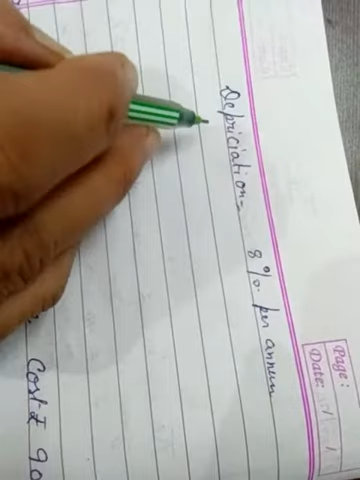 Page:
Date:
Depriciation= 8% per annum
Cost ₹ 90